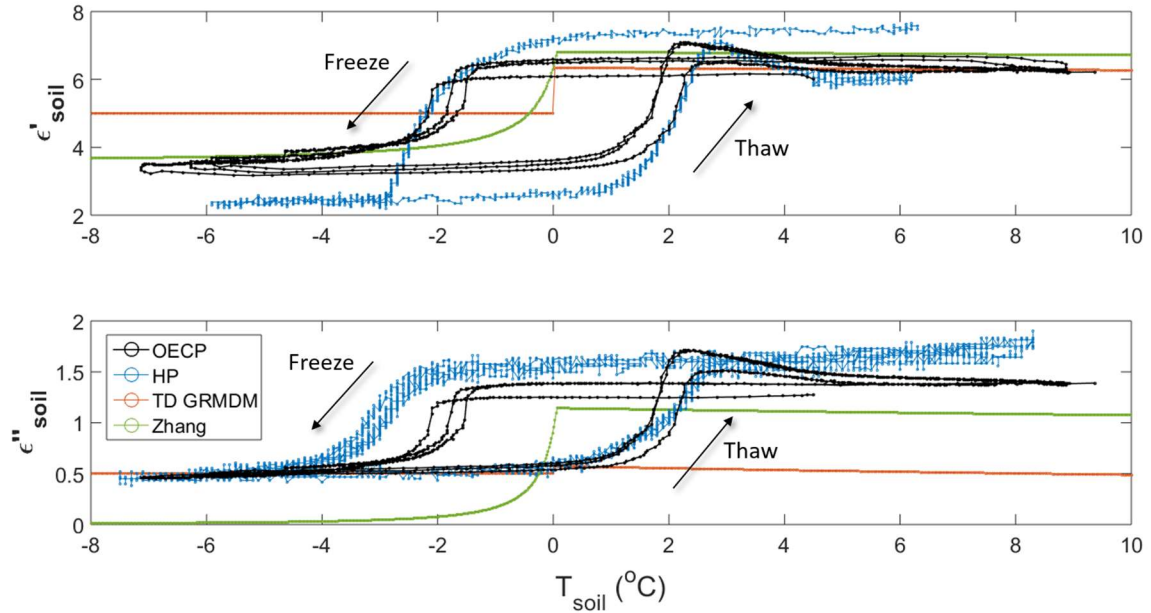 8
6
4
2
ϵ'soil
Freeze
Thaw
-8 -6 -4 -2 0 2 4 6 8 10
2
1.5
1
0.5
0
ϵ''soil
OECP
HP
TD GRMDM
Zhang
Freeze
Thaw
-8 -6 -4 -2 0 2 4 6 8 10
Tsoil (°C)